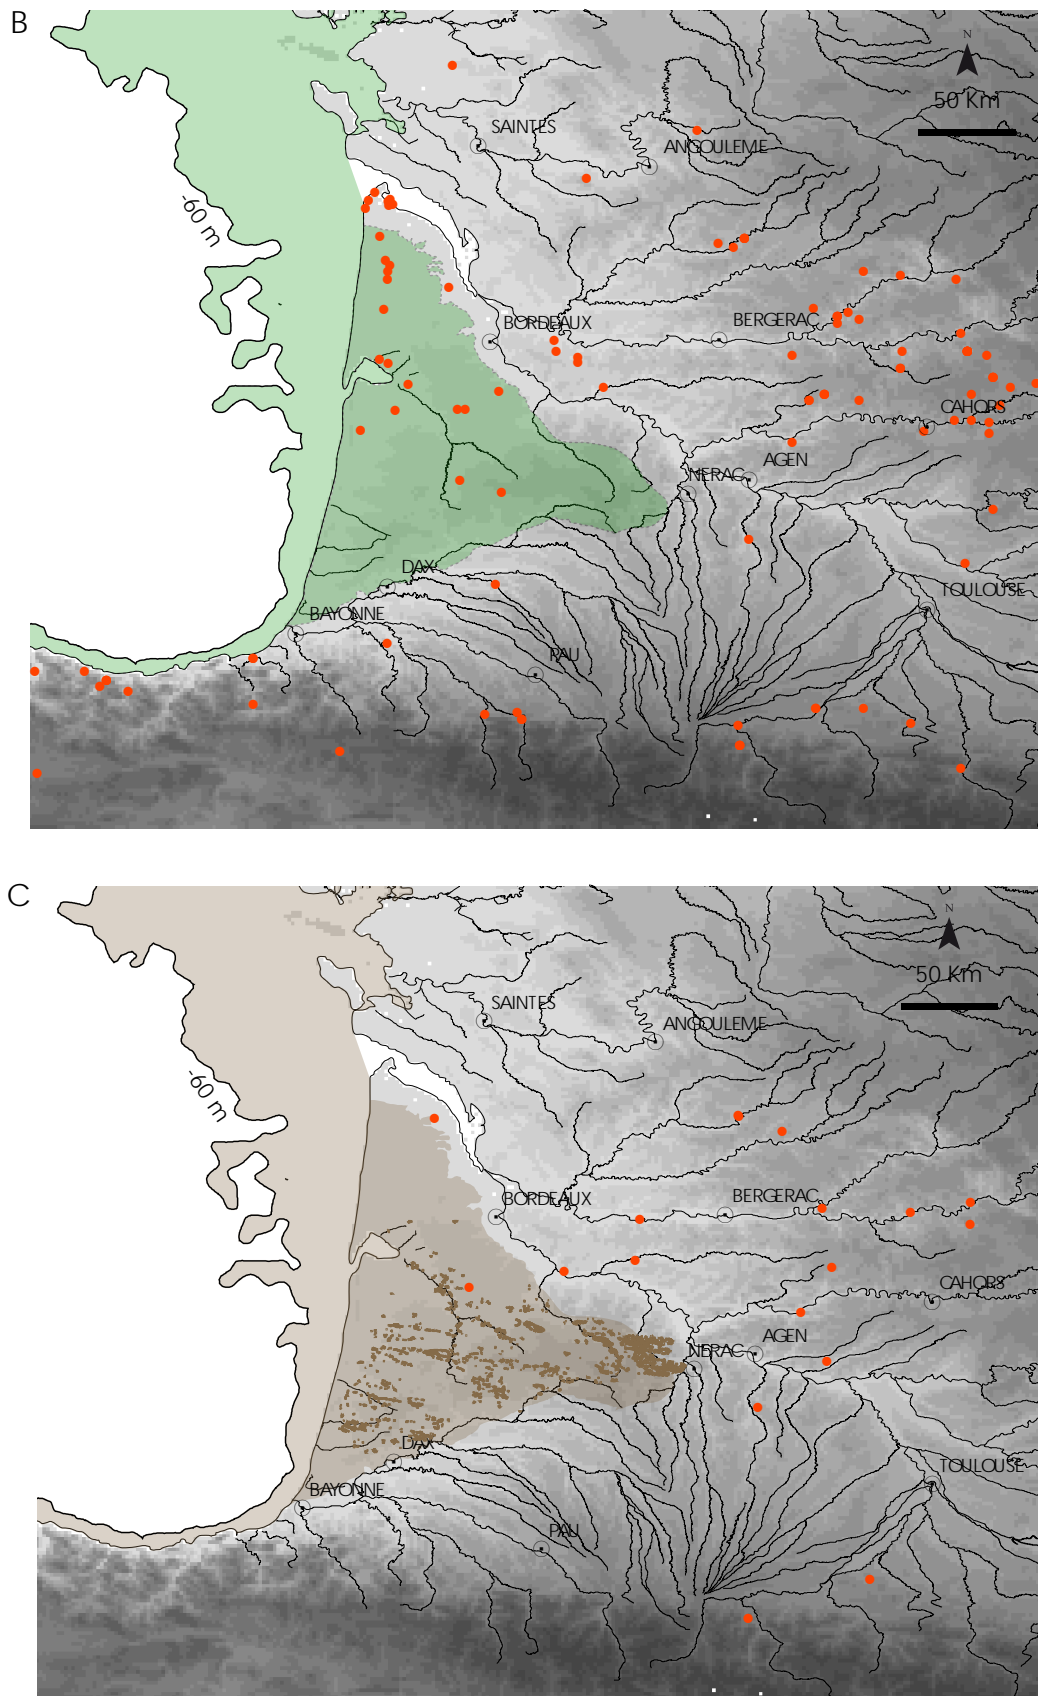 B
N
50 Km
SAINTES
ANGOULEME
-60 m
BORDEAUX
BERGERAC
CAHORS
AGEN
NERAC
DAX
TOULOUSE
BAYONNE
PAU
C
N
50 Km
SAINTES
ANGOULEME
-60 m
BORDEAUX
BERGERAC
CAHORS
AGEN
NERAC
DAX
TOULOUSE
BAYONNE
PAU